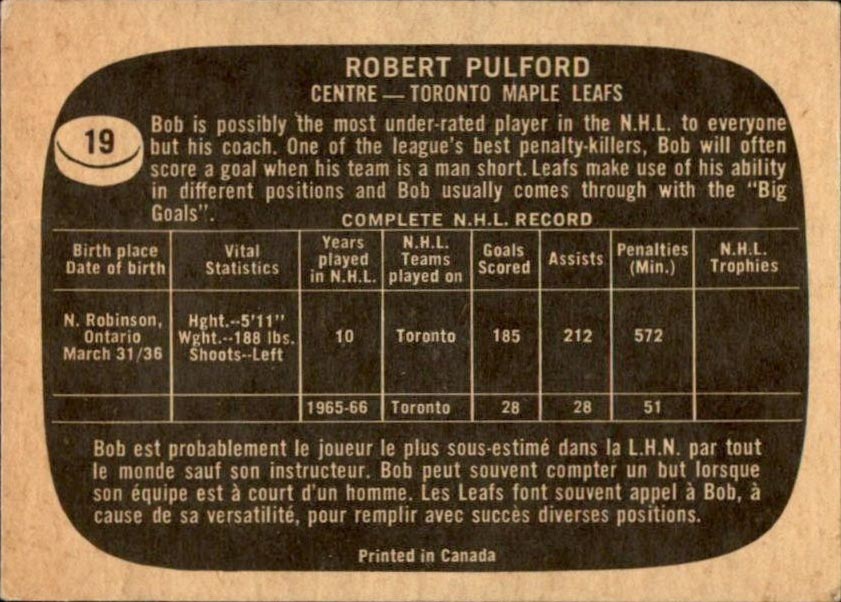 ROBERT PULFORD
CENTRE — TORONTO MAPLE LEAFS
19
Bob is possibly the most under-rated player in the N.H.L. to everyone
but his coach. One of the league's best penalty-killers, Bob will often
score a goal when his team is a man short. Leafs make use of his ability
in different positions and Bob usually comes through with the "Big
Goals".
COMPLETE N.H.L. RECORD
Birth place
Date of birth
Vital
Statistics
Years
played
in N.H.L.
N.H.L.
Teams
played on
Goals
Scored
Assists
Penalties
(Min.)
N.H.L.
Trophies
N. Robinson,
Ontario
March 31/36
Hght.--5'11"
Wght.--188 lbs.
Shoots--Left
10
Toronto
185
212
572
1965-66
Toronto
28
28
51
Bob est probablement le joueur le plus sous-estimé dans la L.H.N. par tout
le monde sauf son instructeur. Bob peut souvent compter un but lorsque
son équipe est à court d'un homme. Les Leafs font souvent appel à Bob, à
cause de sa versatilité, pour remplir avec succès diverses positions.
Printed in Canada